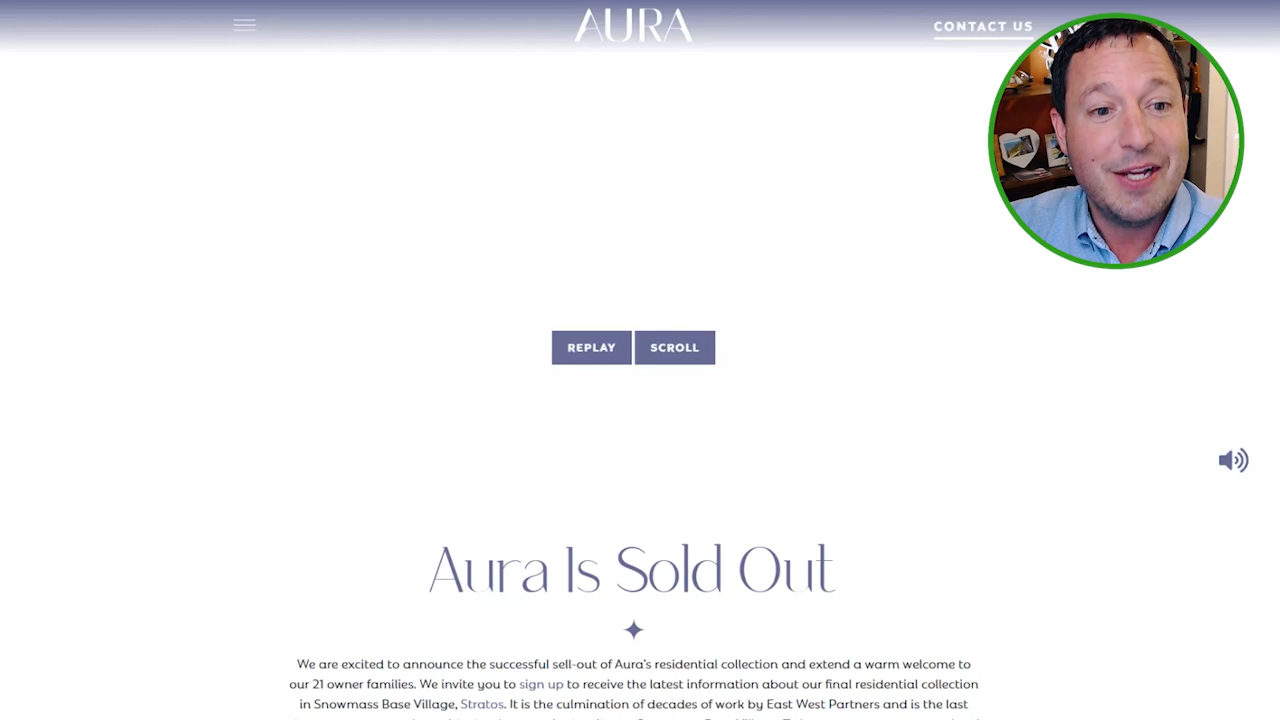 AURA
CONTACT US
REPLAY
SCROLL
Aura Is Sold Out
We are excited to announce the successful sell-out of Aura's residential collection and extend a warm welcome to
our 21 owner families. We invite you to sign up to receive the latest information about our final residential collection
in Snowmass Base Village, Stratos. It is the culmination of decades of work by East West Partners and is the last